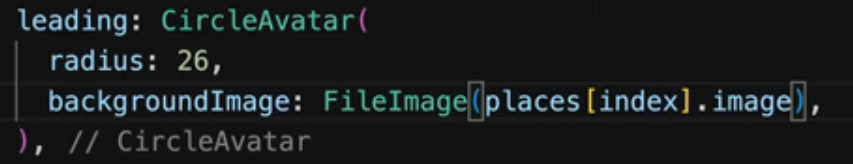 leading: CircleAvatar(
radius: 26,
backgroundImage: FileImage(places[index].image),
), // CircleAvatar